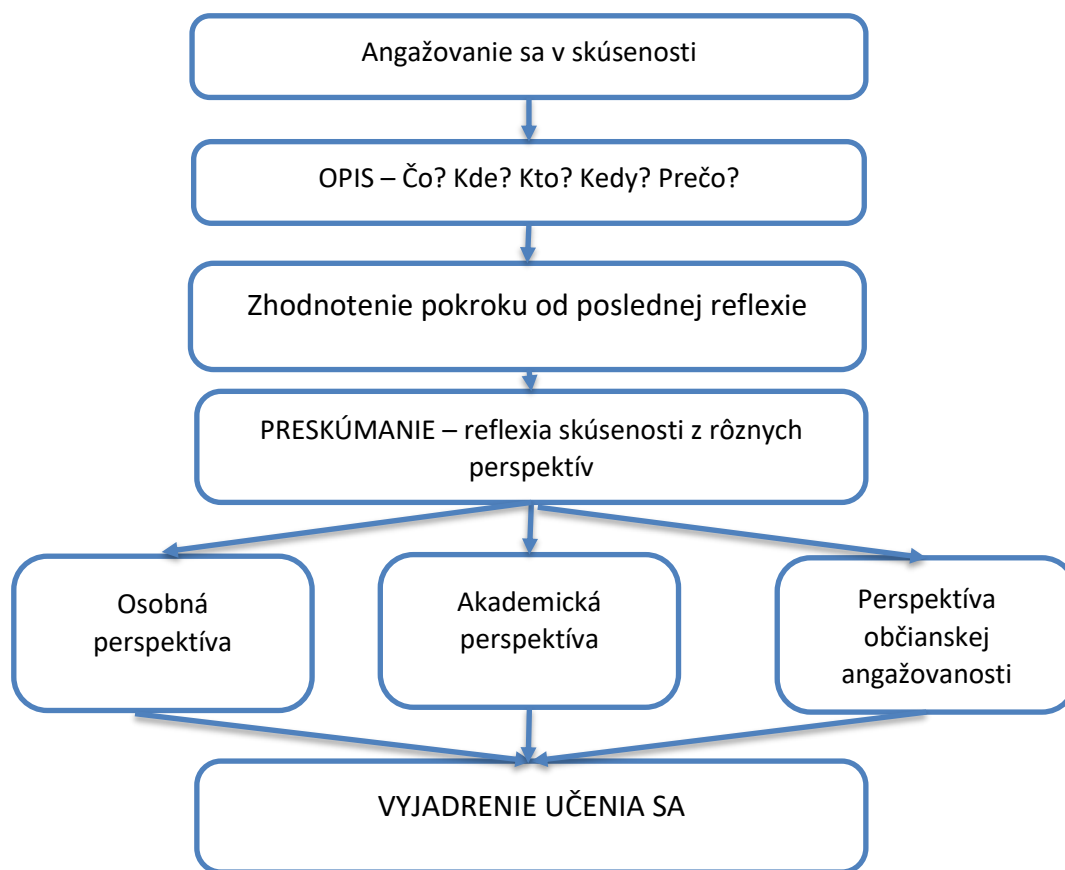 Angažovanie sa v skúsenosti
OPIS – Čo? Kde? Kto? Kedy? Prečo?
Zhodnotenie pokroku od poslednej reflexie
PRESKÚMANIE – reflexia skúsenosti z rôznych
perspektív
Osobná
perspektíva
Akademická
perspektíva
Perspektíva
občianskej
angažovanosti
VYJADRENIE UČENIA SA